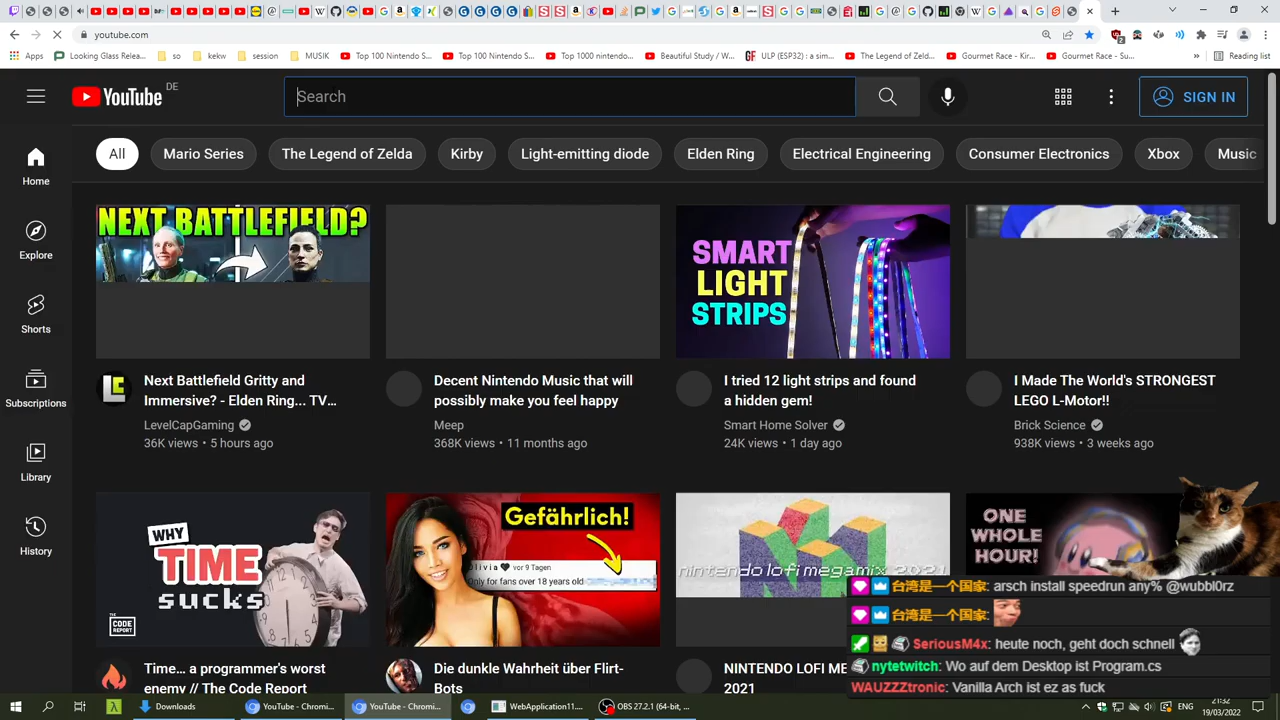 youtube.com
Apps
Looking Glass Relea...
so
kekw
session
MUSIK
Top 100 Nintendo S...
Top 100 Nintendo S...
Top 1000 nintendo...
Beautiful Study / W...
ULP (ESP32) : a sim...
The Legend of Zeld...
Gourmet Race - Kir...
Gourmet Race - Su...
»
Reading list
YouTube DE
Search
SIGN IN
All
Mario Series
The Legend of Zelda
Kirby
Light-emitting diode
Elden Ring
Electrical Engineering
Consumer Electronics
Xbox
Music
Home
Explore
Shorts
Subscriptions
Library
History
NEXT BATTLEFIELD?
SMART
LIGHT
STRIPS
Next Battlefield Gritty and
Immersive? - Elden Ring... TV…
LevelCapGaming
36K views • 5 hours ago
Decent Nintendo Music that will
possibly make you feel happy
Meep
368K views • 11 months ago
I tried 12 light strips and found
a hidden gem!
Smart Home Solver
24K views • 1 day ago
I Made The World's STRONGEST
LEGO L-Motor!!
Brick Science
938K views • 3 weeks ago
WHY
TIME
sucks
THE
CODE
REPORT
Gefährlich!
Olivia vor 9 Tagen
Only for fans over 18 years old
nintendo lofi megamix 2021
ONE
WHOLE
HOUR!
Time... a programmer's worst
enemy // The Code Report
Die dunkle Wahrheit über Flirt-
Bots
NINTENDO LOFI ME
2021
台湾是一个国家: arsch install speedrun any% @wubbl0rz
台湾是一个国家:
SeriousM4x: heute noch, geht doch schnell
nytetwitch: Wo auf dem Desktop ist Program.cs
WAUZZZtronic: Vanilla Arch ist ez as fuck
Downloads
YouTube - Chromi...
YouTube - Chromi...
WebApplication11....
OBS 27.2.1 (64-bit, ...
ENG
21:32
19/03/2022